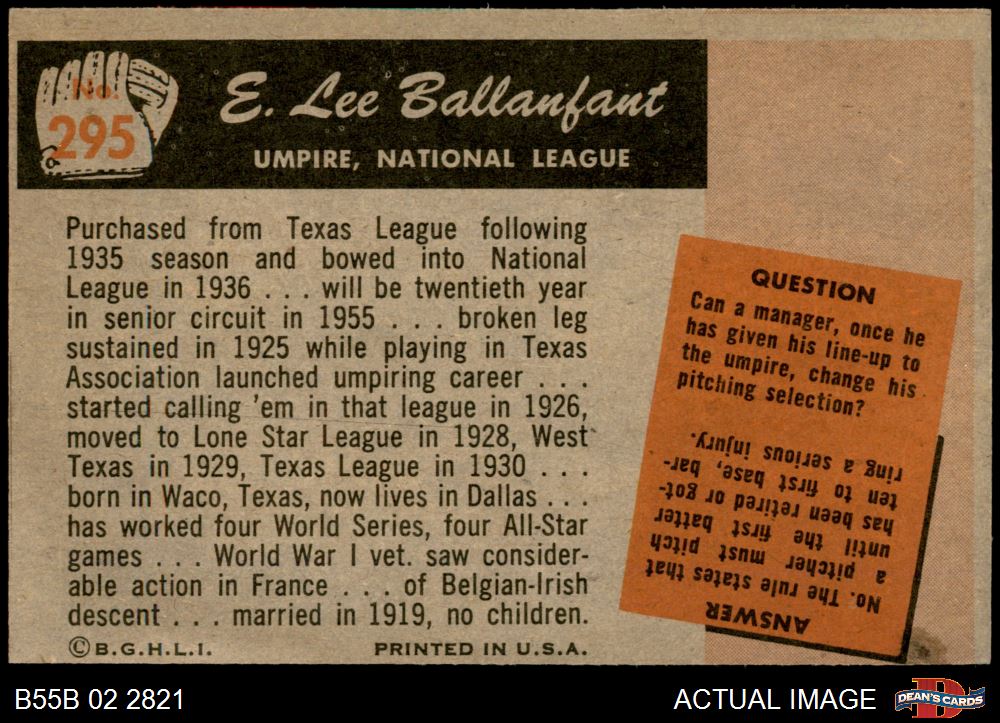 No.
295
E. Lee Ballanfant
UMPIRE, NATIONAL LEAGUE
Purchased from Texas League following
1935 season and bowed into National
League in 1936 . . . will be twentieth year
in senior circuit in 1955 . . . broken leg
sustained in 1925 while playing in Texas
Association launched umpiring career . . .
started calling 'em in that league in 1926,
moved to Lone Star League in 1928, West
Texas in 1929, Texas League in 1930 . . .
born in Waco, Texas, now lives in Dallas . . .
has worked four World Series, four All-Star
games . . . World War I vet. saw consider-
able action in France . . . of Belgian-Irish
descent . . . married in 1919, no children.
©B.G.H.L.I.
PRINTED IN U.S.A.
QUESTION
Can a manager, once he
has given his line-up to
the umpire, change his
pitching selection?
ANSWER
No. The rule states that
a pitcher must pitch
until the first batter
has been retired or got-
ten to first base, bar-
ring a serious injury.
B55B 02 2821
ACTUAL IMAGE
DEAN'S CARDS